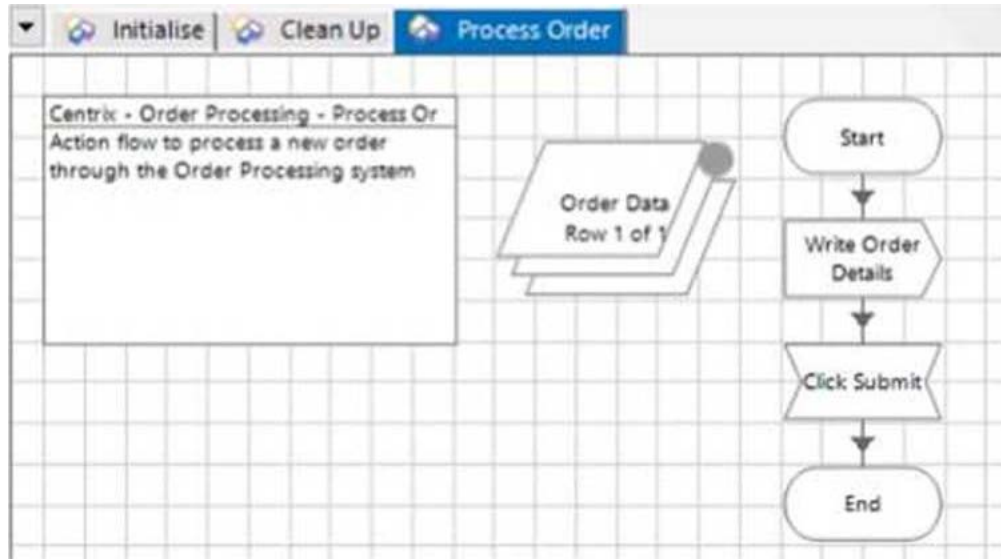 Initialise
Clean Up
Process Order
Centrix - Order Processing - Process Or
Action flow to process a new order
through the Order Processing system
Order Data
Row 1 of 1
Start
Write Order
Details
Click Submit
End